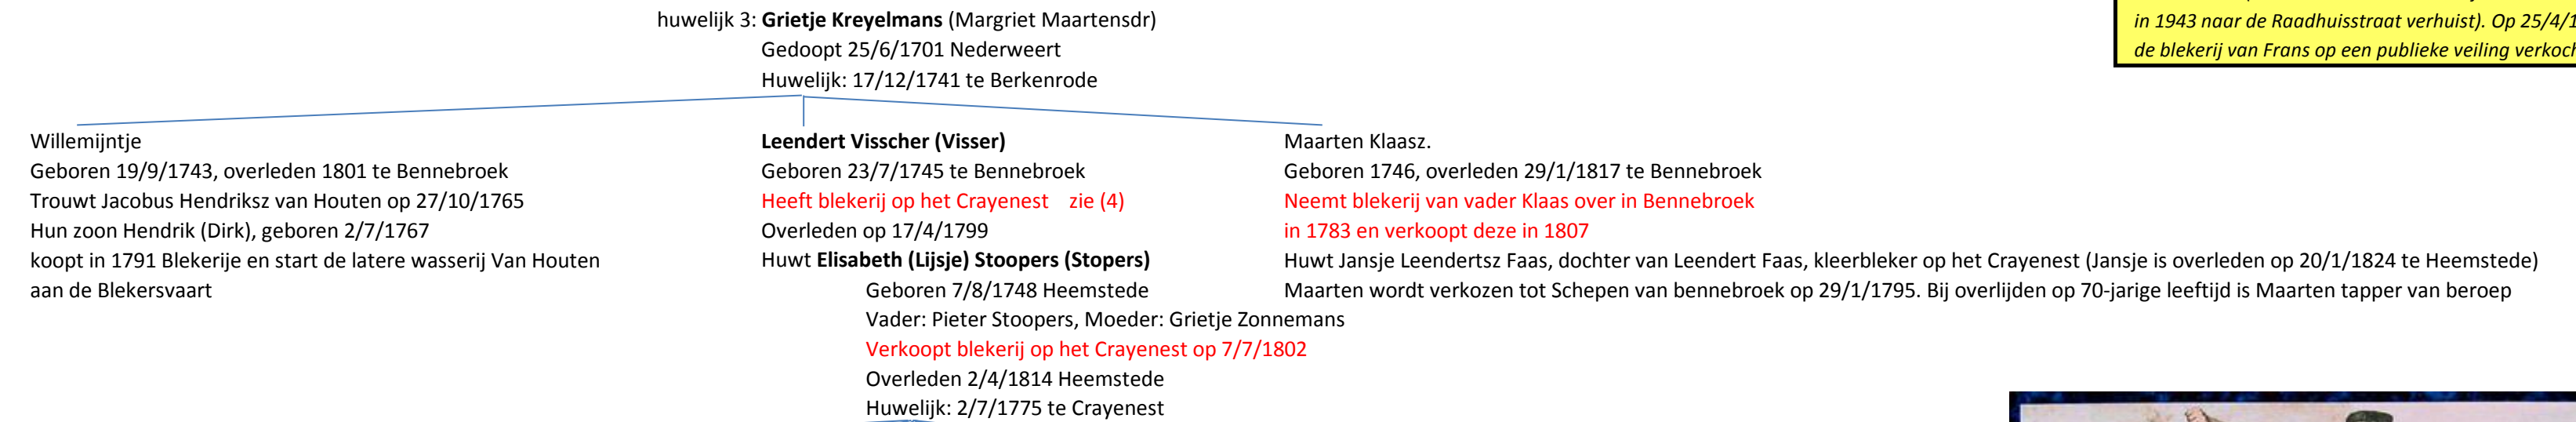 huwelijk 3: Grietje Kreyelmans (Margriet Maartensdr)
Gedoopt 25/6/1701 Nederweert
Huwelijk: 17/12/1741 te Berkenrode
in 1943 naar de Raadhuisstraat verhuist). Op 25/4/1
de blekerij van Frans op een publieke veiling verkoch
Willemijntje
Geboren 19/9/1743, overleden 1801 te Bennebroek
Trouwt Jacobus Hendriksz van Houten op 27/10/1765
Hun zoon Hendrik (Dirk), geboren 2/7/1767
koopt in 1791 Blekerije en start de latere wasserij Van Houten
aan de Blekersvaart
Leendert Visscher (Visser)
Geboren 23/7/1745 te Bennebroek
Heeft blekerij op het Crayenest zie (4)
Overleden op 17/4/1799
Huwt Elisabeth (Lijsje) Stoopers (Stopers)
Geboren 7/8/1748 Heemstede
Vader: Pieter Stoopers, Moeder: Grietje Zonnemans
Verkoopt blekerij op het Crayenest op 7/7/1802
Overleden 2/4/1814 Heemstede
Huwelijk: 2/7/1775 te Crayenest
Maarten Klaasz.
Geboren 1746, overleden 29/1/1817 te Bennebroek
Neemt blekerij van vader Klaas over in Bennebroek
in 1783 en verkoopt deze in 1807
Huwt Jansje Leendertsz Faas, dochter van Leendert Faas, kleerbleker op het Crayenest (Jansje is overleden op 20/1/1824 te Heemstede)
Maarten wordt verkozen tot Schepen van bennebroek op 29/1/1795. Bij overlijden op 70-jarige leeftijd is Maarten tapper van beroep